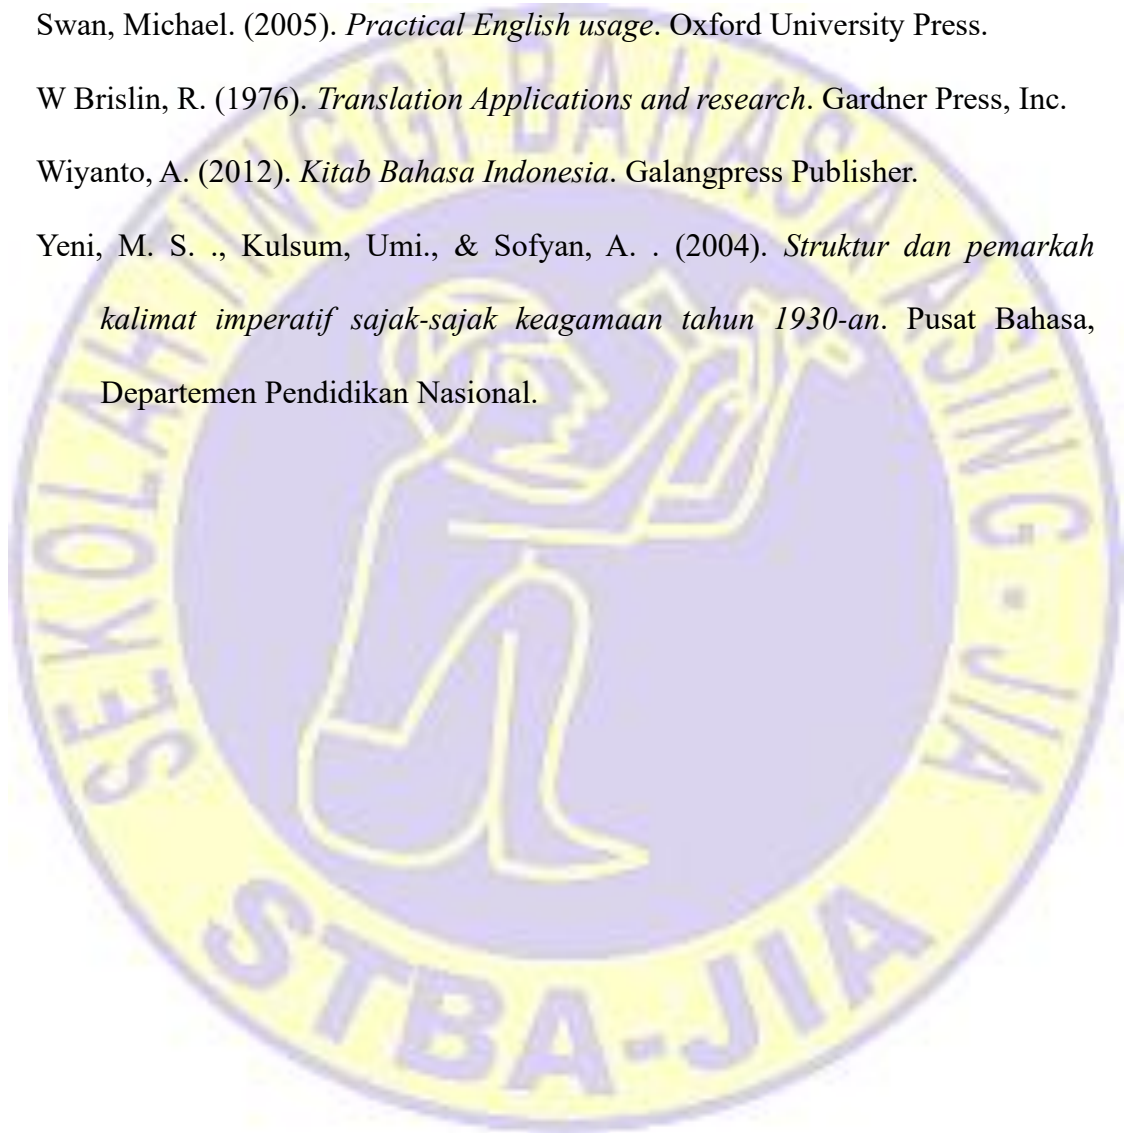 Swan, Michael. (2005). Practical English usage. Oxford University Press.
W Brislin, R. (1976). Translation Applications and research. Gardner Press, Inc.
Wiyanto, A. (2012). Kitab Bahasa Indonesia. Galangpress Publisher.
Yeni, M. S. ., Kulsum, Umi., & Sofyan, A. . (2004). Struktur dan pemarkah
kalimat imperatif sajak-sajak keagamaan tahun 1930-an. Pusat Bahasa,
Departemen Pendidikan Nasional.
SEKOLAH TINGGI BAHASA ASING - JIA
STBA-JIA